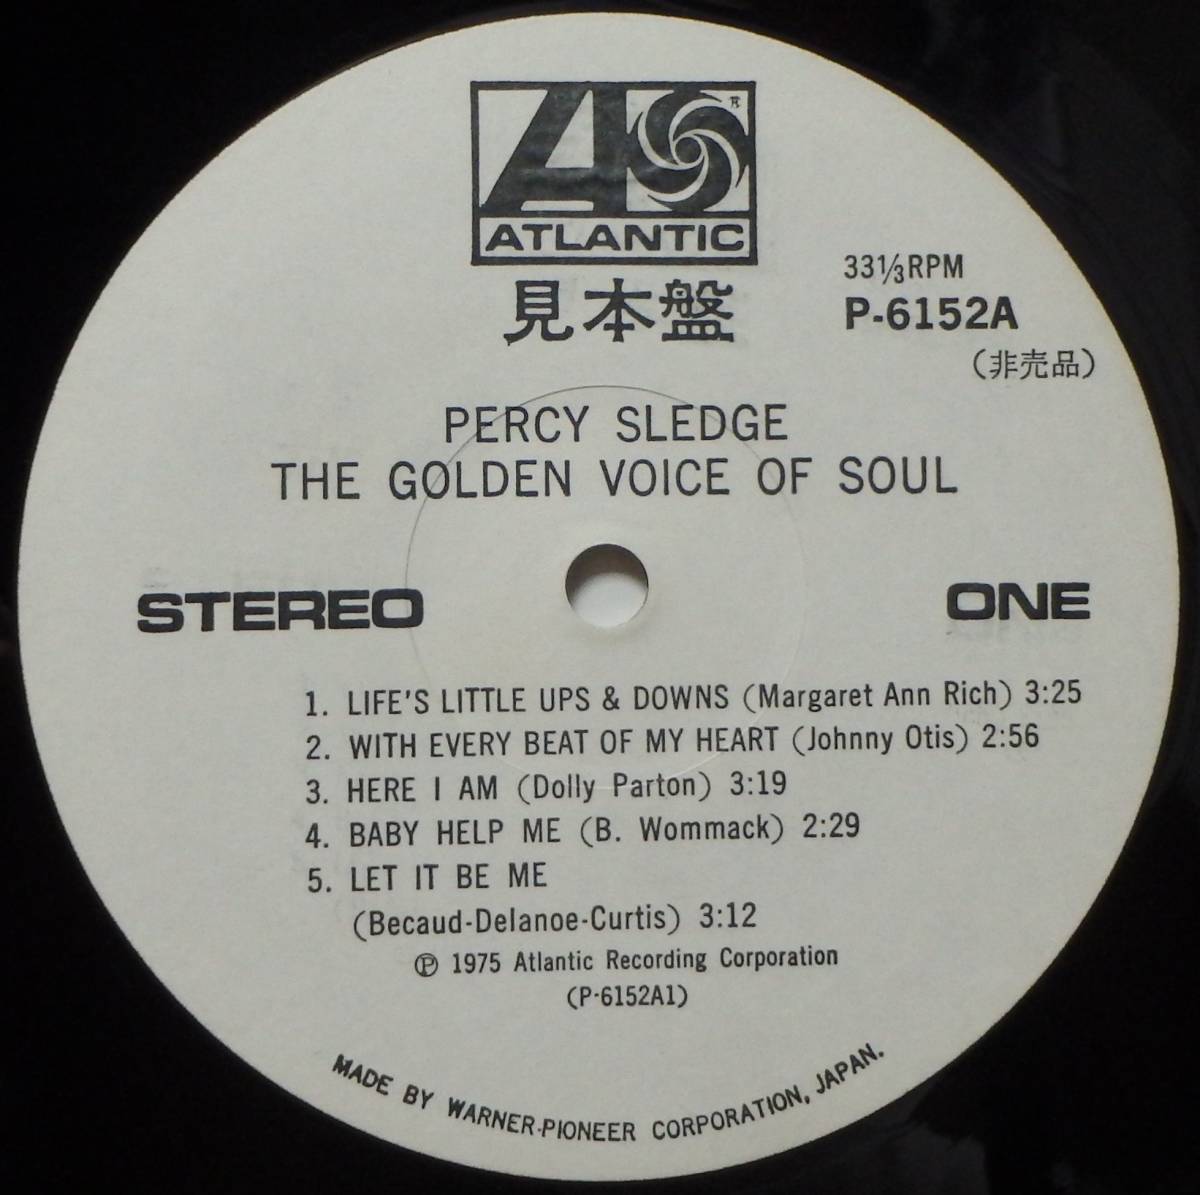 ATLANTIC
®
見本盤
33⅓RPM
P-6152A
(非売品)
PERCY SLEDGE
THE GOLDEN VOICE OF SOUL
STEREO
ONE
1. LIFE'S LITTLE UPS & DOWNS (Margaret Ann Rich) 3:25
2. WITH EVERY BEAT OF MY HEART (Johnny Otis) 2:56
3. HERE I AM (Dolly Parton) 3:19
4. BABY HELP ME (B. Wommack) 2:29
5. LET IT BE ME
(Becaud-Delanoe-Curtis) 3:12
℗ 1975 Atlantic Recording Corporation
(P-6152A1)
MADE BY WARNER-PIONEER CORPORATION, JAPAN.